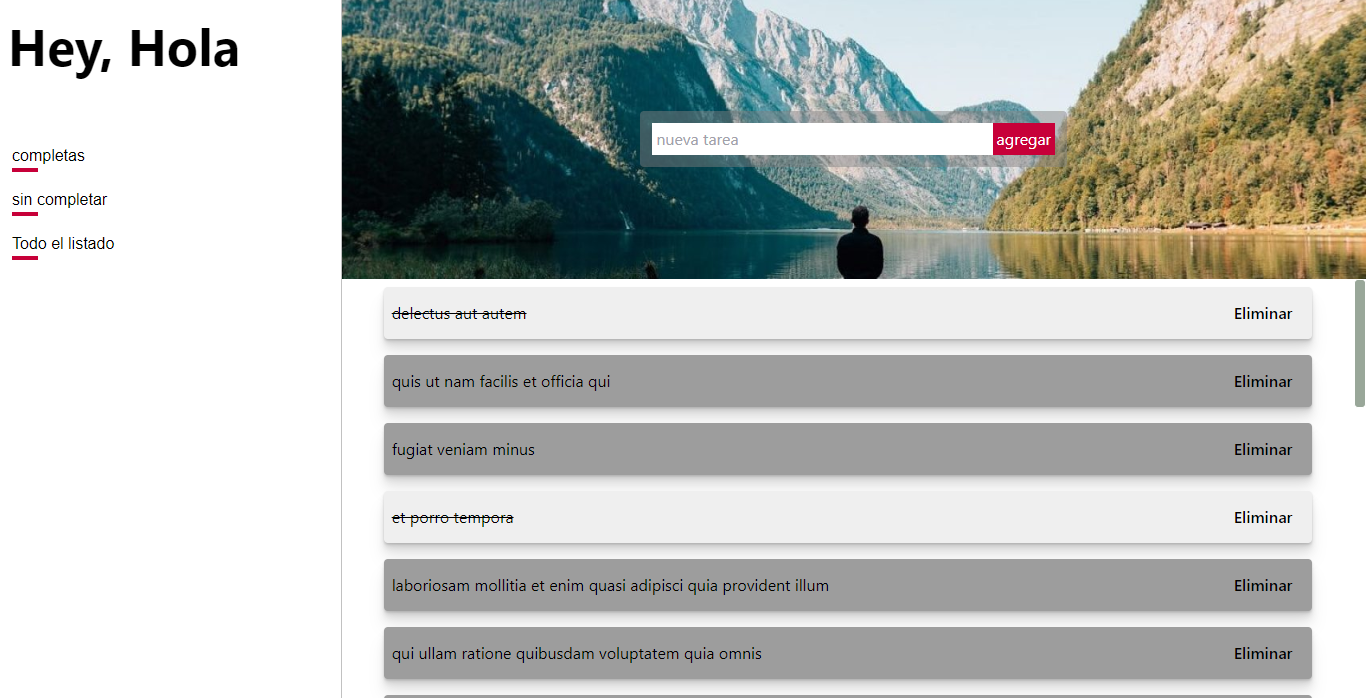 Hey, Hola
completas
sin completar
Todo el listado
nueva tarea agregar
delectus aut autem Eliminar
quis ut nam facilis et officia qui Eliminar
fugiat veniam minus Eliminar
et porro tempora Eliminar
laboriosam mollitia et enim quasi adipisci quia provident illum Eliminar
qui ullam ratione quibusdam voluptatem quia omnis Eliminar